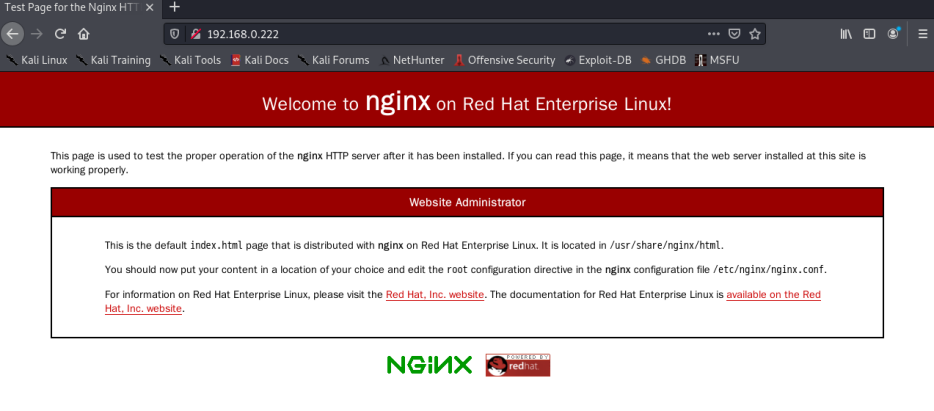 Test Page for the Nginx HTT
192.168.0.222
Kali Linux Kali Training Kali Tools Kali Docs Kali Forums NetHunter Offensive Security Exploit-DB GHDB MSFU
Welcome to nginx on Red Hat Enterprise Linux!
This page is used to test the proper operation of the nginx HTTP server after it has been installed. If you can read this page, it means that the web server installed at this site is
working properly.
Website Administrator
This is the default index.html page that is distributed with nginx on Red Hat Enterprise Linux. It is located in /usr/share/nginx/html.
You should now put your content in a location of your choice and edit the root configuration directive in the nginx configuration file /etc/nginx/nginx.conf.
For information on Red Hat Enterprise Linux, please visit the Red Hat, Inc. website. The documentation for Red Hat Enterprise Linux is available on the Red
Hat, Inc. website.
NGINX
POWERED BY
redhat